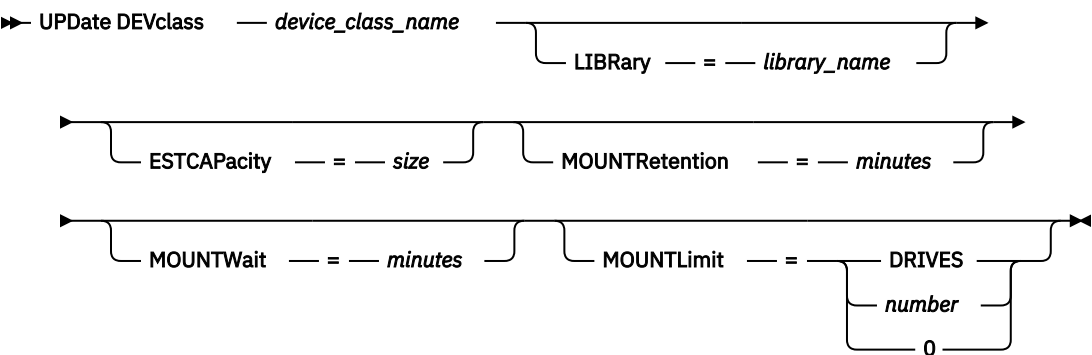 UPDate DEVclass device_class_name
LIBRary = library_name
ESTCAPacity = size MOUNTRetention = minutes
MOUNTWait = minutes MOUNTLimit = DRIVES
number
0